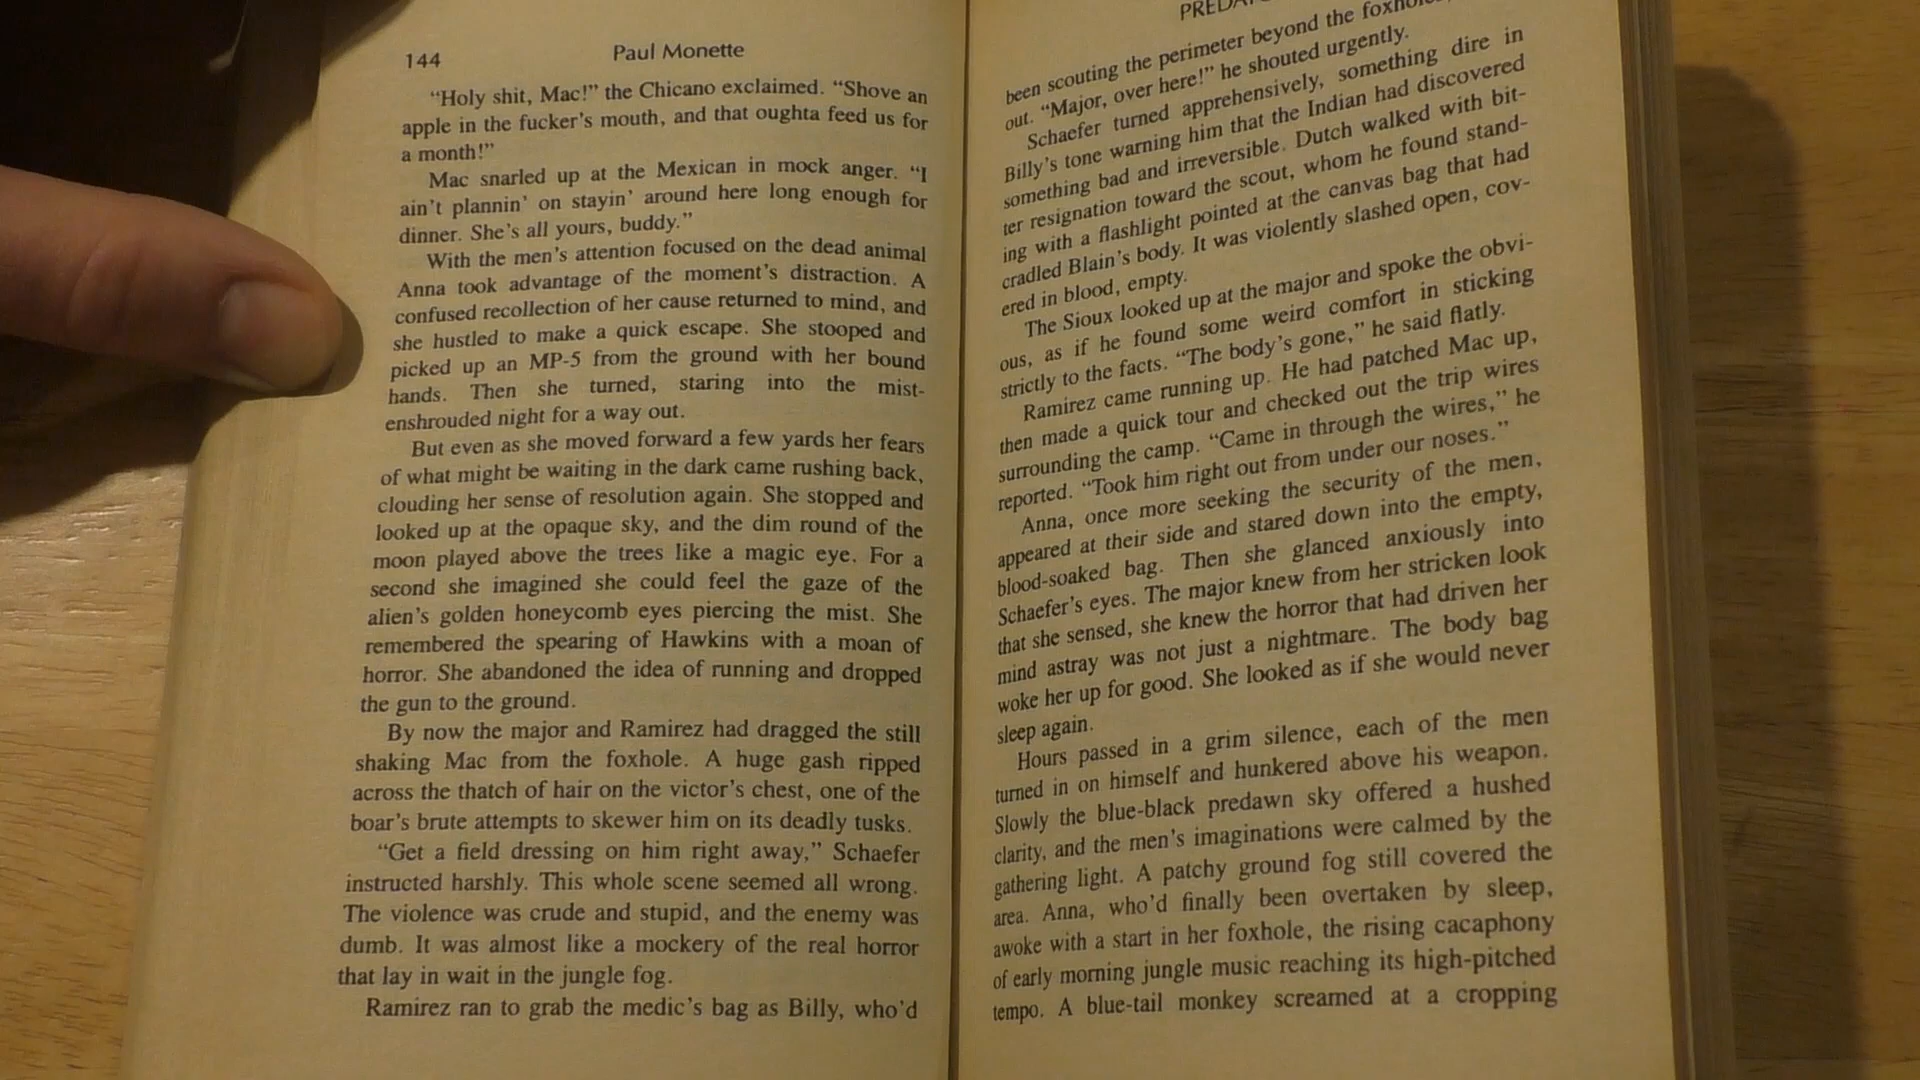 144
Paul Monette
"Holy shit, Mac!" the Chicano exclaimed. "Shove an
apple in the fucker's mouth, and that oughta feed us for
a month!"
Mac snarled up at the Mexican in mock anger. "I
ain't plannin' on stayin' around here long enough for
dinner. She's all yours, buddy."
With the men's attention focused on the dead animal
Anna took advantage of the moment's distraction. A
confused recollection of her cause returned to mind, and
she hustled to make a quick escape. She stooped and
picked up an MP-5 from the ground with her bound
hands. Then she turned, staring into the mist-
enshrouded night for a way out.
But even as she moved forward a few yards her fears
of what might be waiting in the dark came rushing back,
clouding her sense of resolution again. She stopped and
looked up at the opaque sky, and the dim round of the
moon played above the trees like a magic eye. For a
second she imagined she could feel the gaze of the
alien's golden honeycomb eyes piercing the mist. She
remembered the spearing of Hawkins with a moan of
horror. She abandoned the idea of running and dropped
the gun to the ground.
By now the major and Ramirez had dragged the still
shaking Mac from the foxhole. A huge gash ripped
across the thatch of hair on the victor's chest, one of the
boar's brute attempts to skewer him on its deadly tusks.
"Get a field dressing on him right away," Schaefer
instructed harshly. This whole scene seemed all wrong.
The violence was crude and stupid, and the enemy was
dumb. It was almost like a mockery of the real horror
that lay in wait in the jungle fog.
Ramirez ran to grab the medic's bag as Billy, who'd
been scouting the perimeter beyond the
out. "Major, over here!" he shouted urgently.
Schaefer turned apprehensively, something dire in
Billy's tone warning him that the Indian had discovered
something bad and irreversible. Dutch walked with bit-
ter resignation toward the scout, whom he found stand-
ing with a flashlight pointed at the canvas bag that had
cradled Blain's body. It was violently slashed open, cov-
ered in blood, empty.
The Sioux looked up at the major and spoke the obvi-
ous, as if he found some weird comfort in sticking
strictly to the facts. "The body's gone," he said flatly.
Ramirez came running up. He had patched Mac up,
then made a quick tour and checked out the trip wires
surrounding the camp. "Came in through the wires," he
reported. "Took him right out from under our noses."
Anna, once more seeking the security of the men,
appeared at their side and stared down into the empty,
blood-soaked bag. Then she glanced anxiously into
Schaefer's eyes. The major knew from her stricken look
that she sensed, she knew the horror that had driven her
mind astray was not just a nightmare. The body bag
woke her up for good. She looked as if she would never
sleep again.
Hours passed in a grim silence, each of the men
turned in on himself and hunkered above his weapon.
Slowly the blue-black predawn sky offered a hushed
clarity, and the men's imaginations were calmed by the
gathering light. A patchy ground fog still covered the
area. Anna, who'd finally been overtaken by sleep,
awoke with a start in her foxhole, the rising cacaphony
of early morning jungle music reaching its high-pitched
tempo. A blue-tail monkey screamed at a cropping